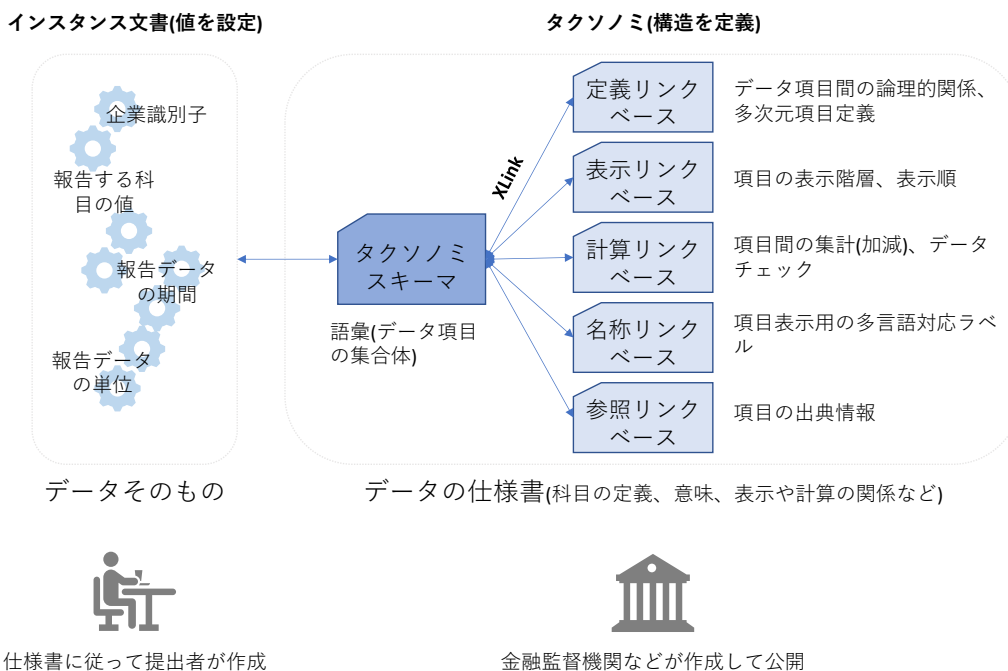 インスタンス文書(値を設定)
企業識別子
報告する科
目の値
報告データ
の期間
報告データ
の単位
データそのもの
仕様書に従って提出者が作成
タクソノミ(構造を定義)
タクソノミ
スキーマ
語彙(データ項目
の集合体)
XLink
定義リンク
ベース
データ項目間の論理的関係、
多次元項目定義
表示リンク
ベース
項目の表示階層、表示順
計算リンク
ベース
項目間の集計(加減)、データ
チェック
名称リンク
ベース
項目表示用の多言語対応ラベ
ル
参照リンク
ベース
項目の出典情報
データの仕様書(科目の定義、意味、表示や計算の関係など)
金融監督機関などが作成して公開